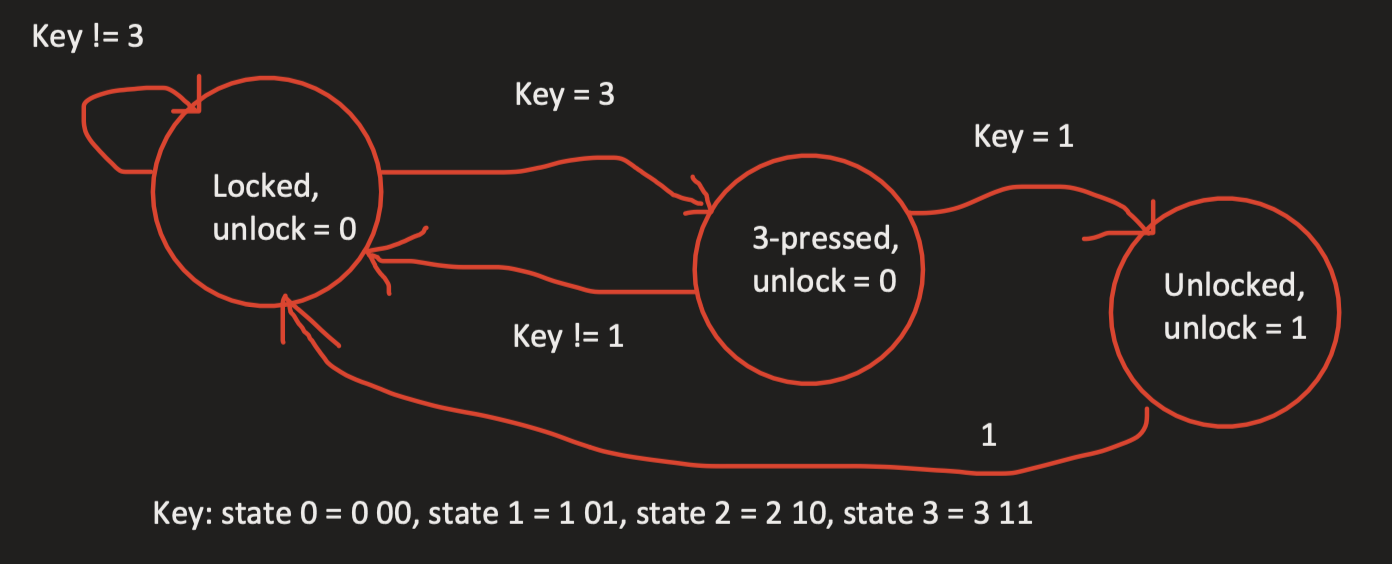 Key != 3
Key = 3
Key = 1
Locked,
unlock = 0
3-pressed,
unlock = 0
Unlocked,
unlock = 1
Key != 1
1
Key: state 0 = 0 00, state 1 = 1 01, state 2 = 2 10, state 3 = 3 11